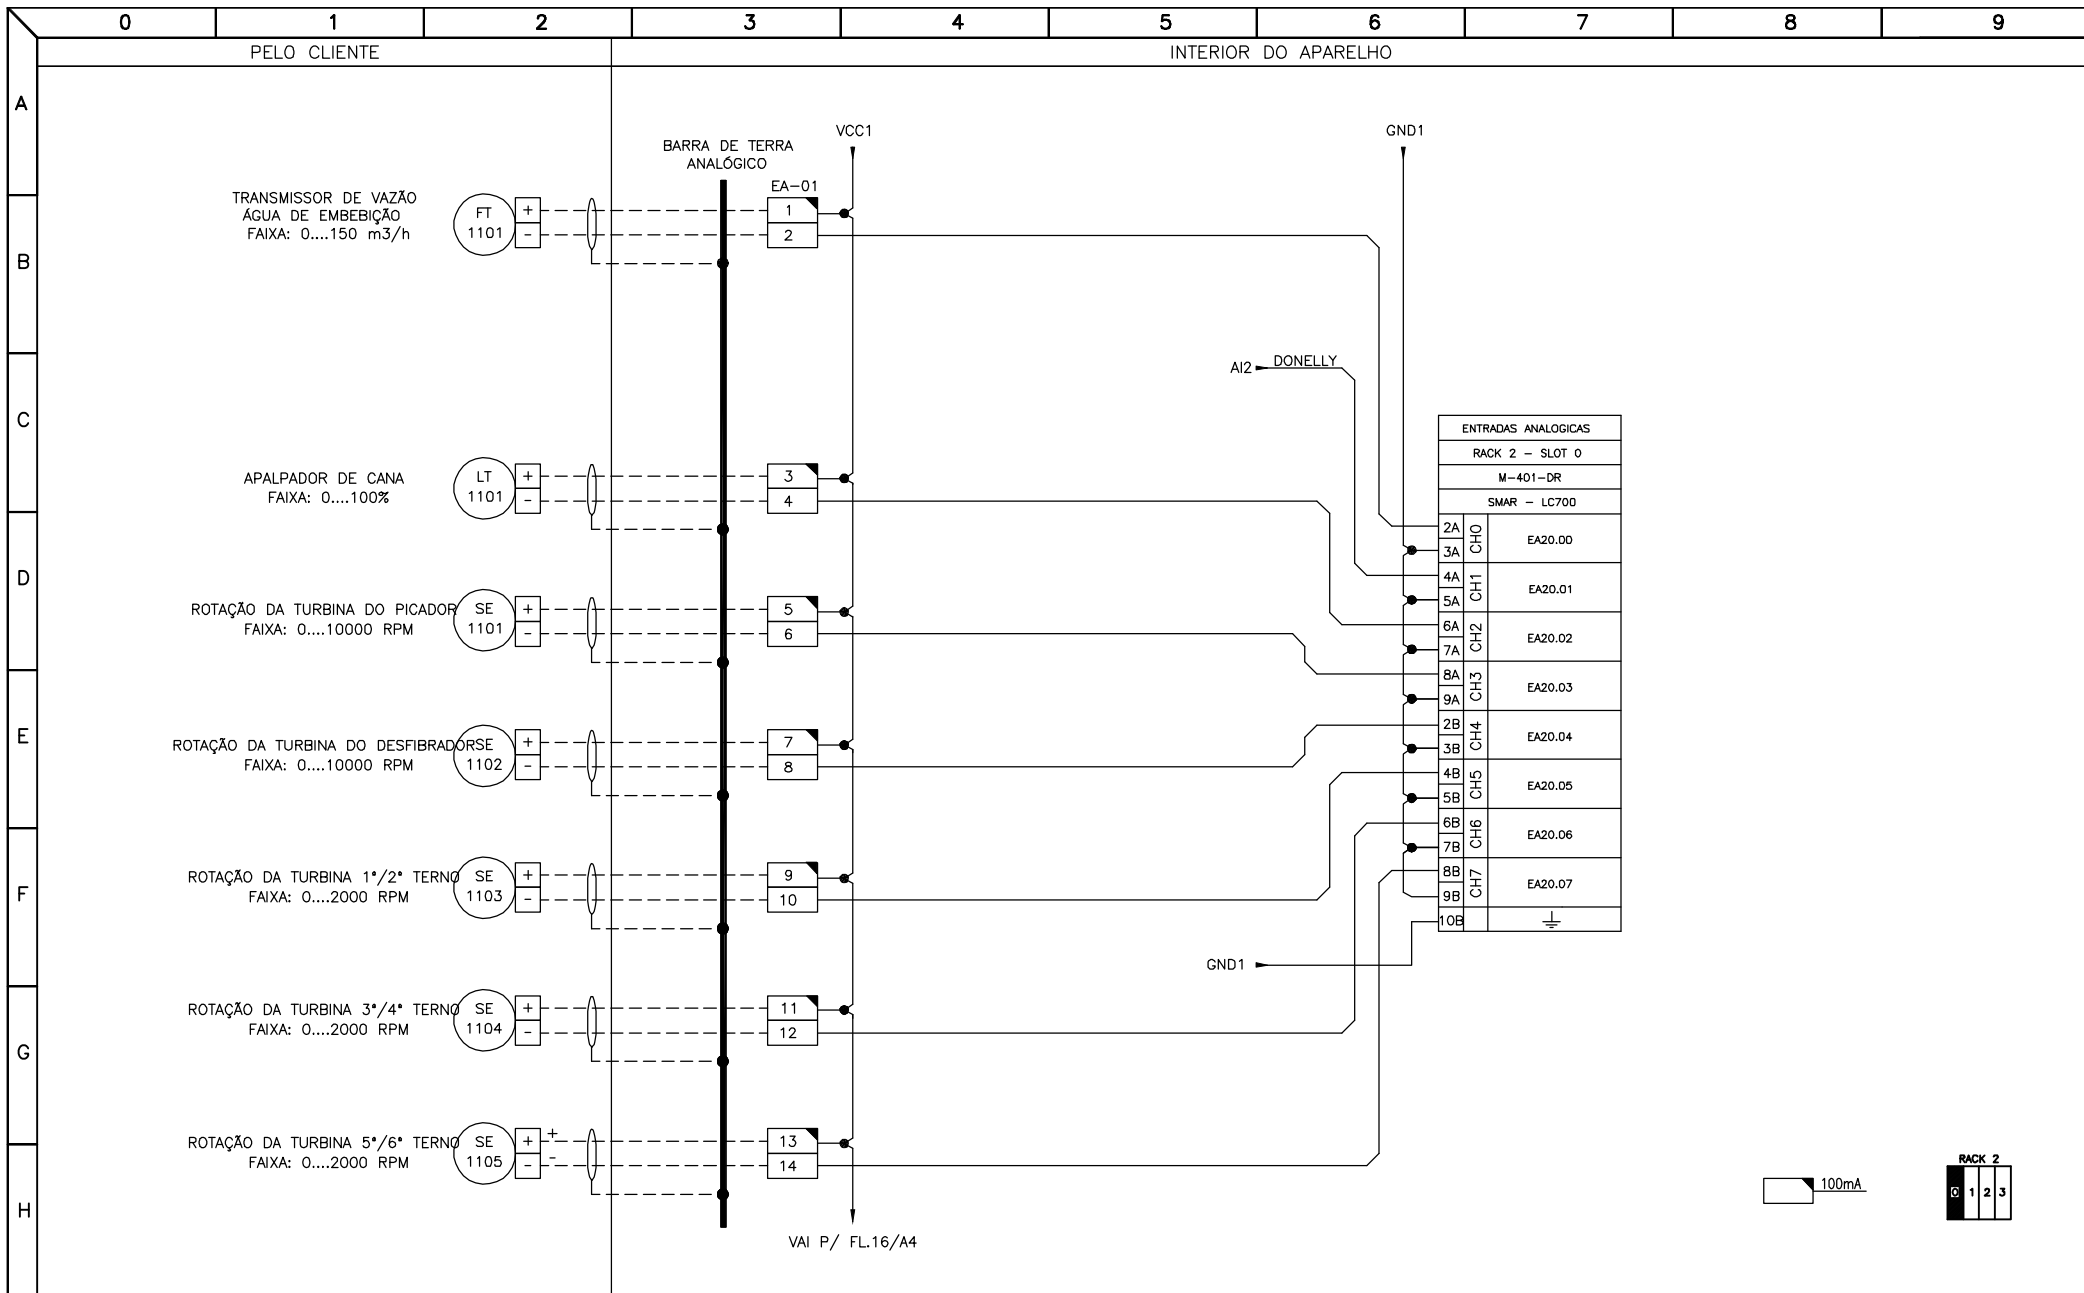 0 1 2 3 4 5 6 7 8 9
PELO CLIENTE
INTERIOR DO APARELHO
A
B
C
D
E
F
G
H
BARRA DE TERRA
ANALÓGICO
VCC1
GND1
EA-01
TRANSMISSOR DE VAZÃO
ÁGUA DE EMBEBIÇÃO
FAIXA: 0....150 m3/h
FT
1101
+
-
1
2
AI2
DONELLY
APALPADOR DE CANA
FAIXA: 0....100%
LT
1101
+
-
3
4
ROTAÇÃO DA TURBINA DO PICADOR
FAIXA: 0....10000 RPM
SE
1101
+
-
5
6
ROTAÇÃO DA TURBINA DO DESFIBRADOR
FAIXA: 0....10000 RPM
SE
1102
+
-
7
8
ROTAÇÃO DA TURBINA 1°/2° TERNO
FAIXA: 0....2000 RPM
SE
1103
+
-
9
10
ROTAÇÃO DA TURBINA 3°/4° TERNO
FAIXA: 0....2000 RPM
SE
1104
+
-
11
12
ROTAÇÃO DA TURBINA 5°/6° TERNO
FAIXA: 0....2000 RPM
SE
1105
+
-
+
-
13
14
VAI P/ FL.16/A4
ENTRADAS ANALOGICAS
RACK 2 - SLOT 0
M-401-DR
SMAR - LC700
2A
3A
CH0
EA20.00
4A
5A
CH1
EA20.01
6A
7A
CH2
EA20.02
8A
9A
CH3
EA20.03
2B
3B
CH4
EA20.04
4B
5B
CH5
EA20.05
6B
7B
CH6
EA20.06
8B
9B
CH7
EA20.07
10B
GND1
100mA
RACK 2
0 1 2 3